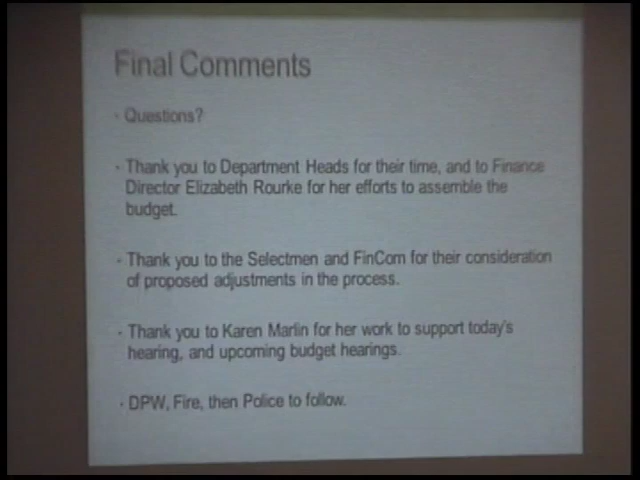 Final Comments
· Questions?
· Thank you to Department Heads for their time, and to Finance
Director Elizabeth Rourke for her efforts to assemble the
budget.
· Thank you to the Selectmen and FinCom for their consideration
of proposed adjustments in the process.
· Thank you to Karen Marlin for her work to support today's
hearing, and upcoming budget hearings.
· DPW, Fire, then Police to follow.